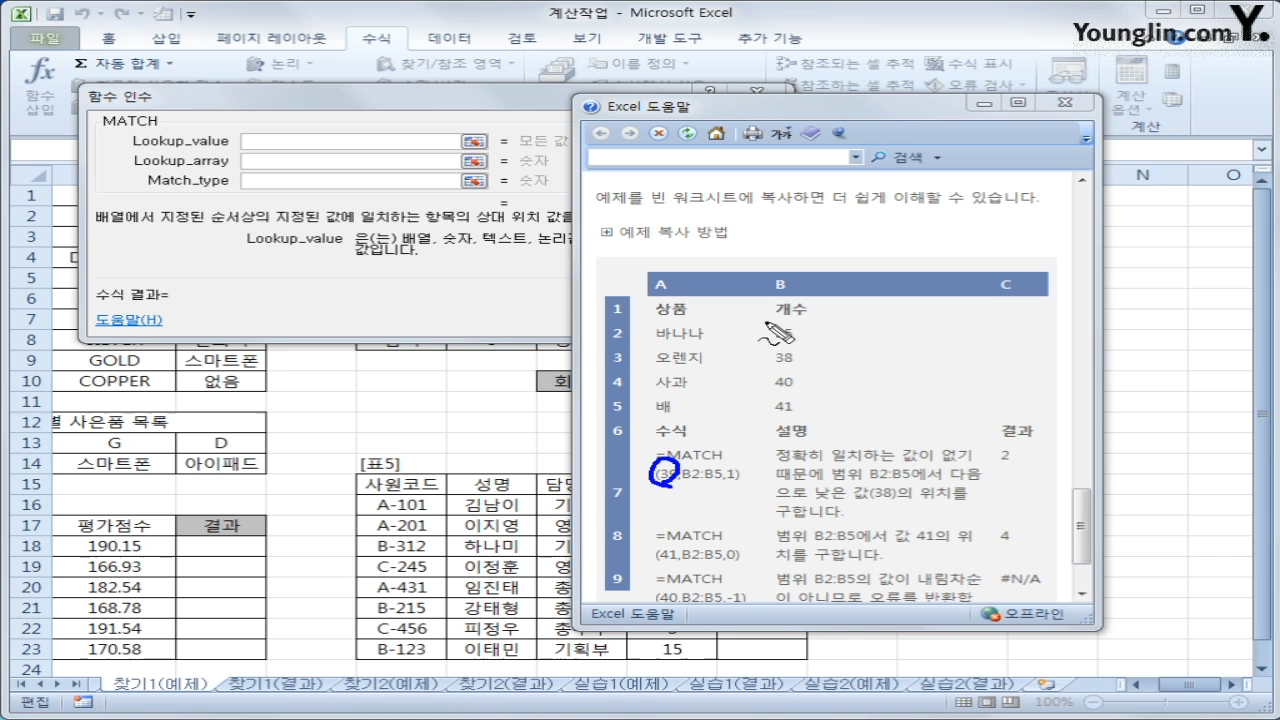 계산작업 - Microsoft Excel
Younglin.com Y.
파일 홈 삽입 페이지 레이아웃 수식 데이터 검토 보기 개발 도구 추가 기능
fx Σ 자동 합계 논리 찾기/참조 영역 이름 정의 참조되는 셀 추적 수식 표시
함수 삽입
참조하는 셀 추적 오류 검사
계산 옵션
계산
함수 인수
MATCH
Lookup_value = 모든 값
Lookup_array = 숫자
Match_type = 숫자
=
배열에서 지정된 순서상의 지정된 값에 일치하는 항목의 상대 위치 값을
Lookup_value 은(는) 배열, 숫자, 텍스트,
값입니다.
수식 결과=
도움말(H)
Excel 도움말
검색
예제를 빈 워크시트에 복사하면 더 쉽게 이해할 수 있습니다.
예제 복사 방법
A B C
1 상품 개수
2 바나나
3 오렌지 38
4 사과 40
5 배 41
6 수식 설명 결과
7 =MATCH 정확히 일치하는 값이 없기 2
(39,B2:B5,1) 때문에 범위 B2:B5에서 다음
으로 낮은 값(38)의 위치를
구합니다.
8 =MATCH 범위 B2:B5에서 값 41의 위 4
(41,B2:B5,0) 치를 구합니다.
9 =MATCH 범위 B2:B5의 값이 내림차순 #N/A
(40,B2:B5,-1) 이 아니므로 오류를 반환합
Excel 도움말 오프라인
N O
1
2
3
4
5
6
7
8
9 GOLD 스마트폰
10 COPPER 없음 회
11
12 별 사은품 목록
13 G D
14 스마트폰 아이패드 [표5]
15 사원코드 성명
16 A-101 김남이 기
17 평가점수 결과 A-201 이지영 영
18 190.15 B-312 하나미 기
19 166.93 C-245 이정훈 영
20 182.54 A-431 임진태 총
21 168.78 B-215 강태형 총
22 191.54 C-456 피정우 총
23 170.58 B-123 이태민 기획부 15
24
찾기1(예제) 찾기1(결과) 찾기2(예제) 찾기2(결과) 실습1(예제) 실습1(결과) 실습2(예제) 실습2(결과)
편집 100%